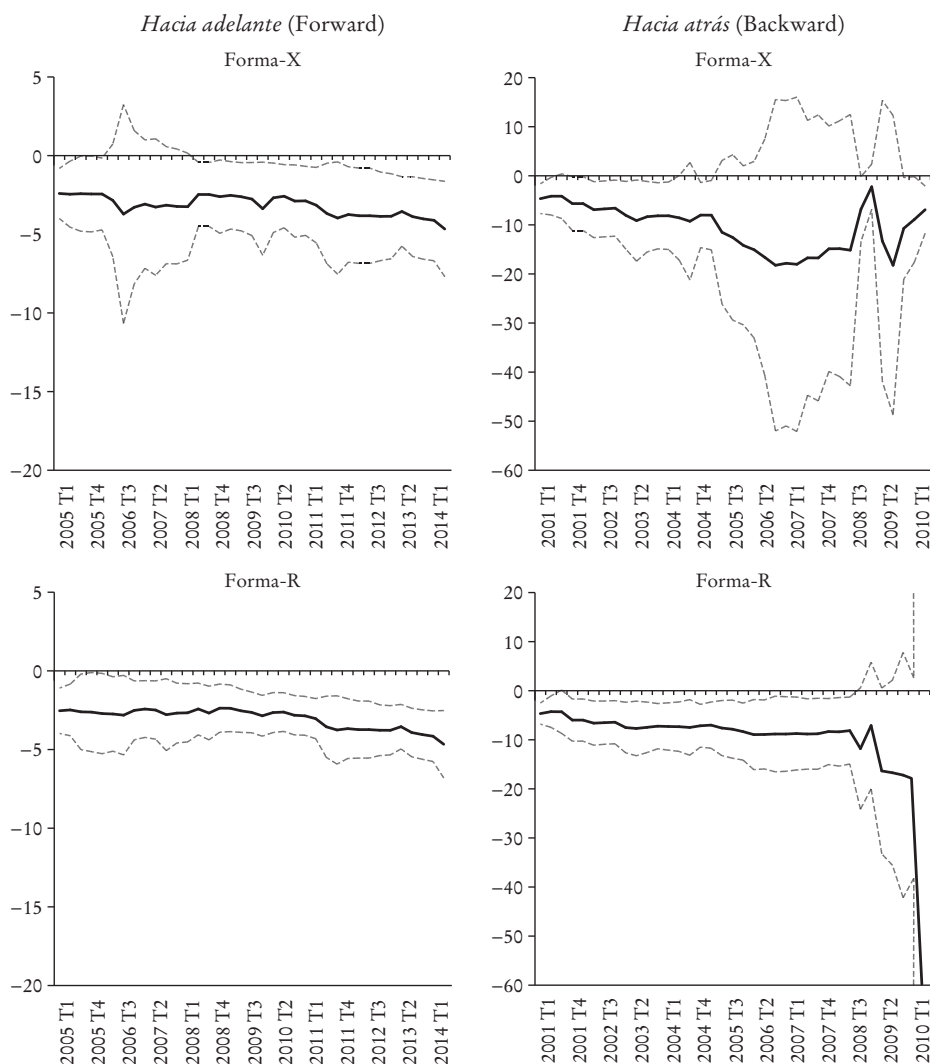 Hacia adelante (Forward)
Forma-X
5
0
−5
−10
−15
−20
2005 T1
2005 T4
2006 T3
2007 T2
2008 T1
2008 T4
2009 T3
2010 T2
2011 T1
2011 T4
2012 T3
2013 T2
2014 T1
Hacia atrás (Backward)
Forma-X
20
10
0
−10
−20
−30
−40
−50
−60
2001 T1
2001 T4
2002 T3
2003 T2
2004 T1
2004 T4
2005 T3
2006 T2
2007 T1
2007 T4
2008 T3
2009 T2
2010 T1
Forma-R
5
0
−5
−10
−15
−20
2005 T1
2005 T4
2006 T3
2007 T2
2008 T1
2008 T4
2009 T3
2010 T2
2011 T1
2011 T4
2012 T3
2013 T2
2014 T1
Forma-R
20
10
0
−10
−20
−30
−40
−50
−60
2001 T1
2001 T4
2002 T3
2003 T2
2004 T1
2004 T4
2005 T3
2006 T2
2007 T1
2007 T4
2008 T3
2009 T2
2010 T1